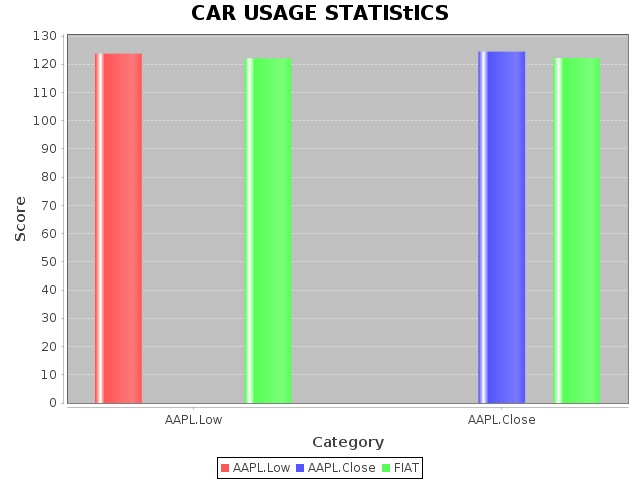 CAR USAGE STATIStICS
130
120
110
100
90
80
70
60
50
40
30
20
10
0
Score
AAPL.Low AAPL.Close
Category
AAPL.Low AAPL.Close FIAT